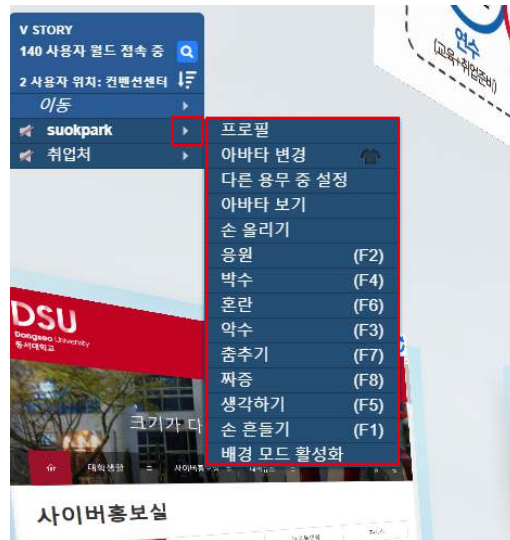 V STORY
140 사용자 월드 접속 중
2 사용자 위치: 컨벤션센터
이동
suokpark
취업처
프로필
아바타 변경
다른 용무 중 설정
아바타 보기
손 올리기
응원 (F2)
박수 (F4)
혼란 (F6)
악수 (F3)
춤추기 (F7)
짜증 (F8)
생각하기 (F5)
손 흔들기 (F1)
배경 모드 활성화
연수
(교육+취업준비)
DSU
Dongseo University
동서대학교
크기가 다
대학생활
사이버홍보실